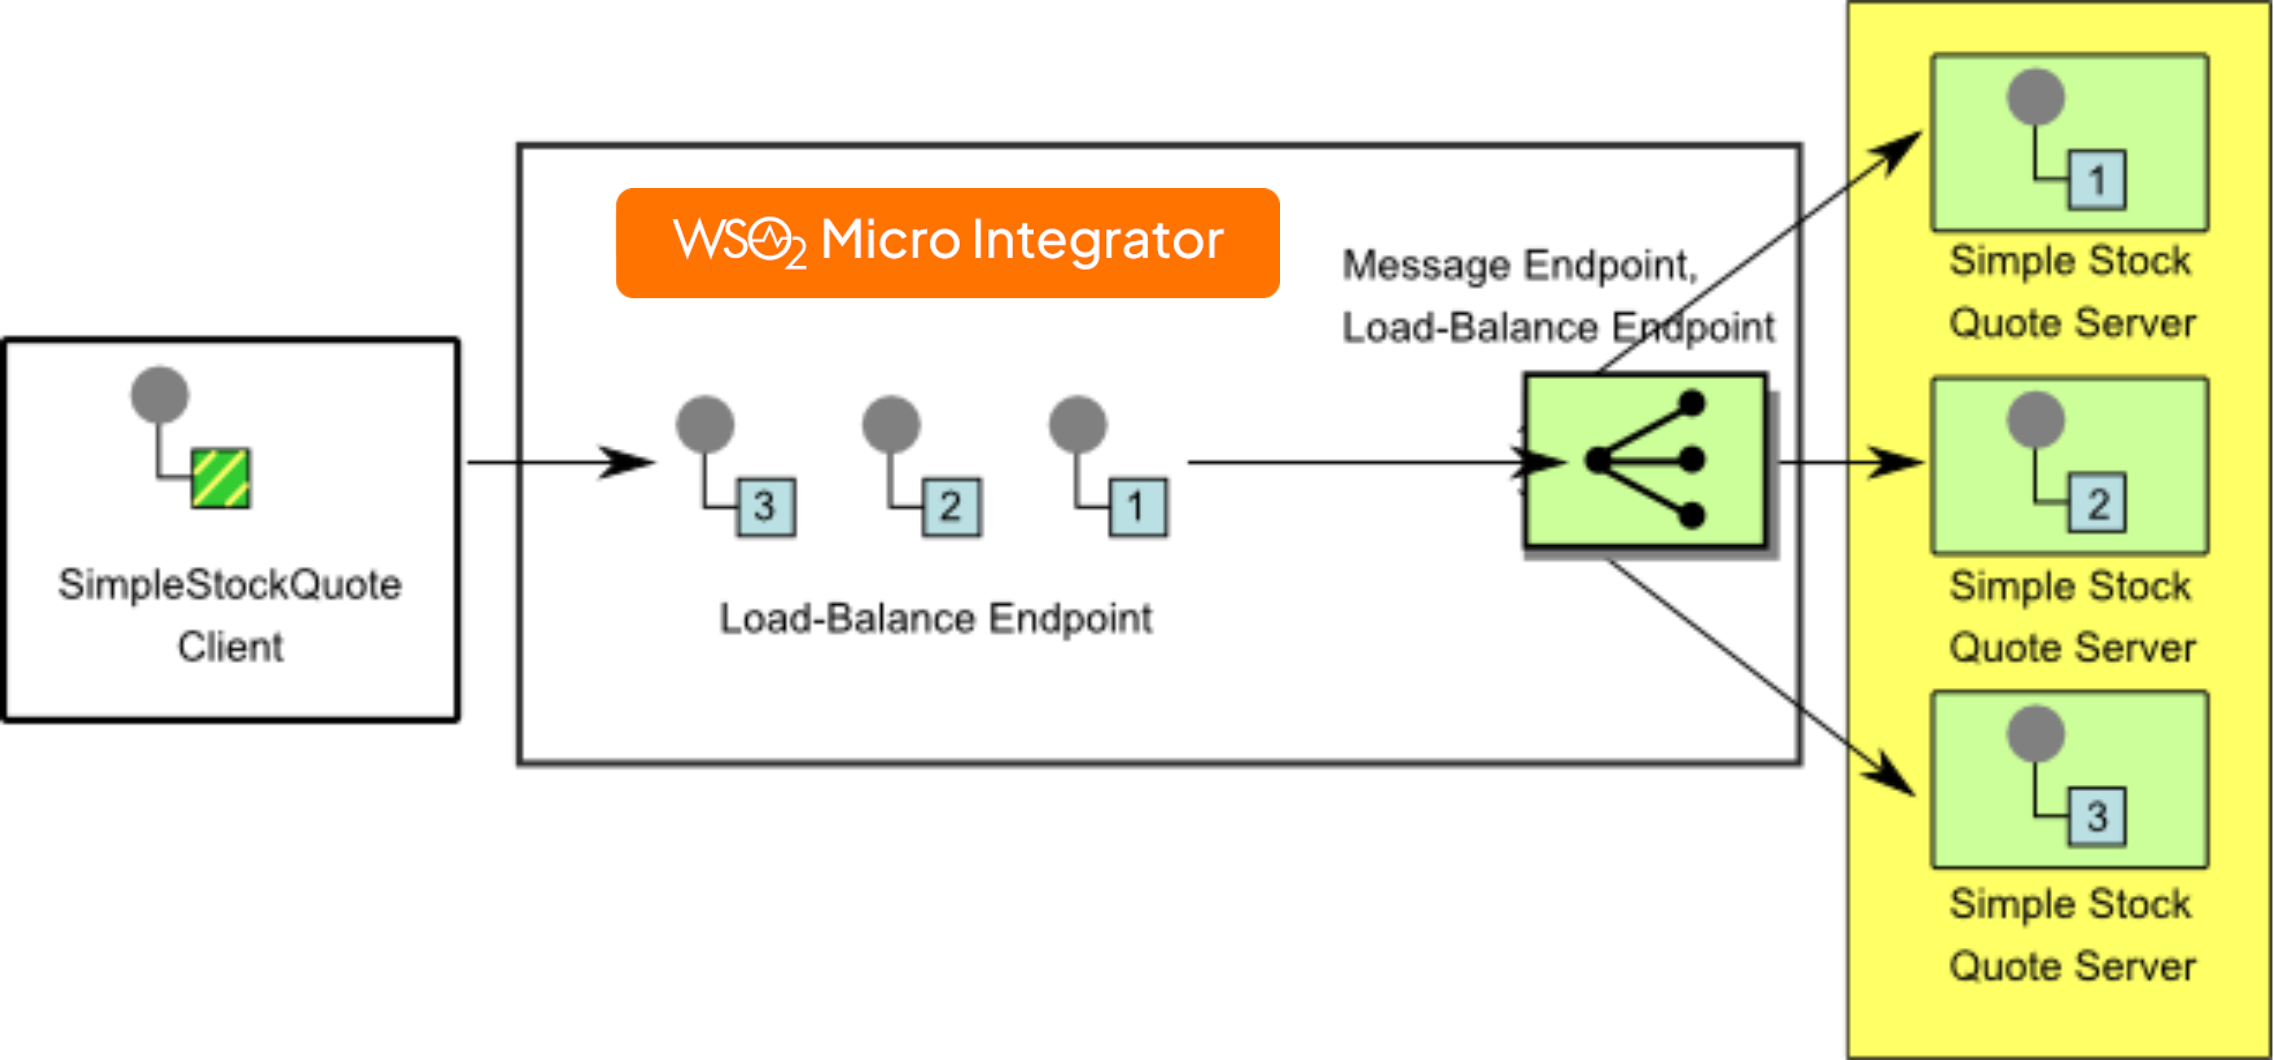 WSO2 Micro Integrator
Message Endpoint,
Load-Balance Endpoint
SimpleStockQuote
Client
3
2
1
Load-Balance Endpoint
1
Simple Stock
Quote Server
2
Simple Stock
Quote Server
3
Simple Stock
Quote Server